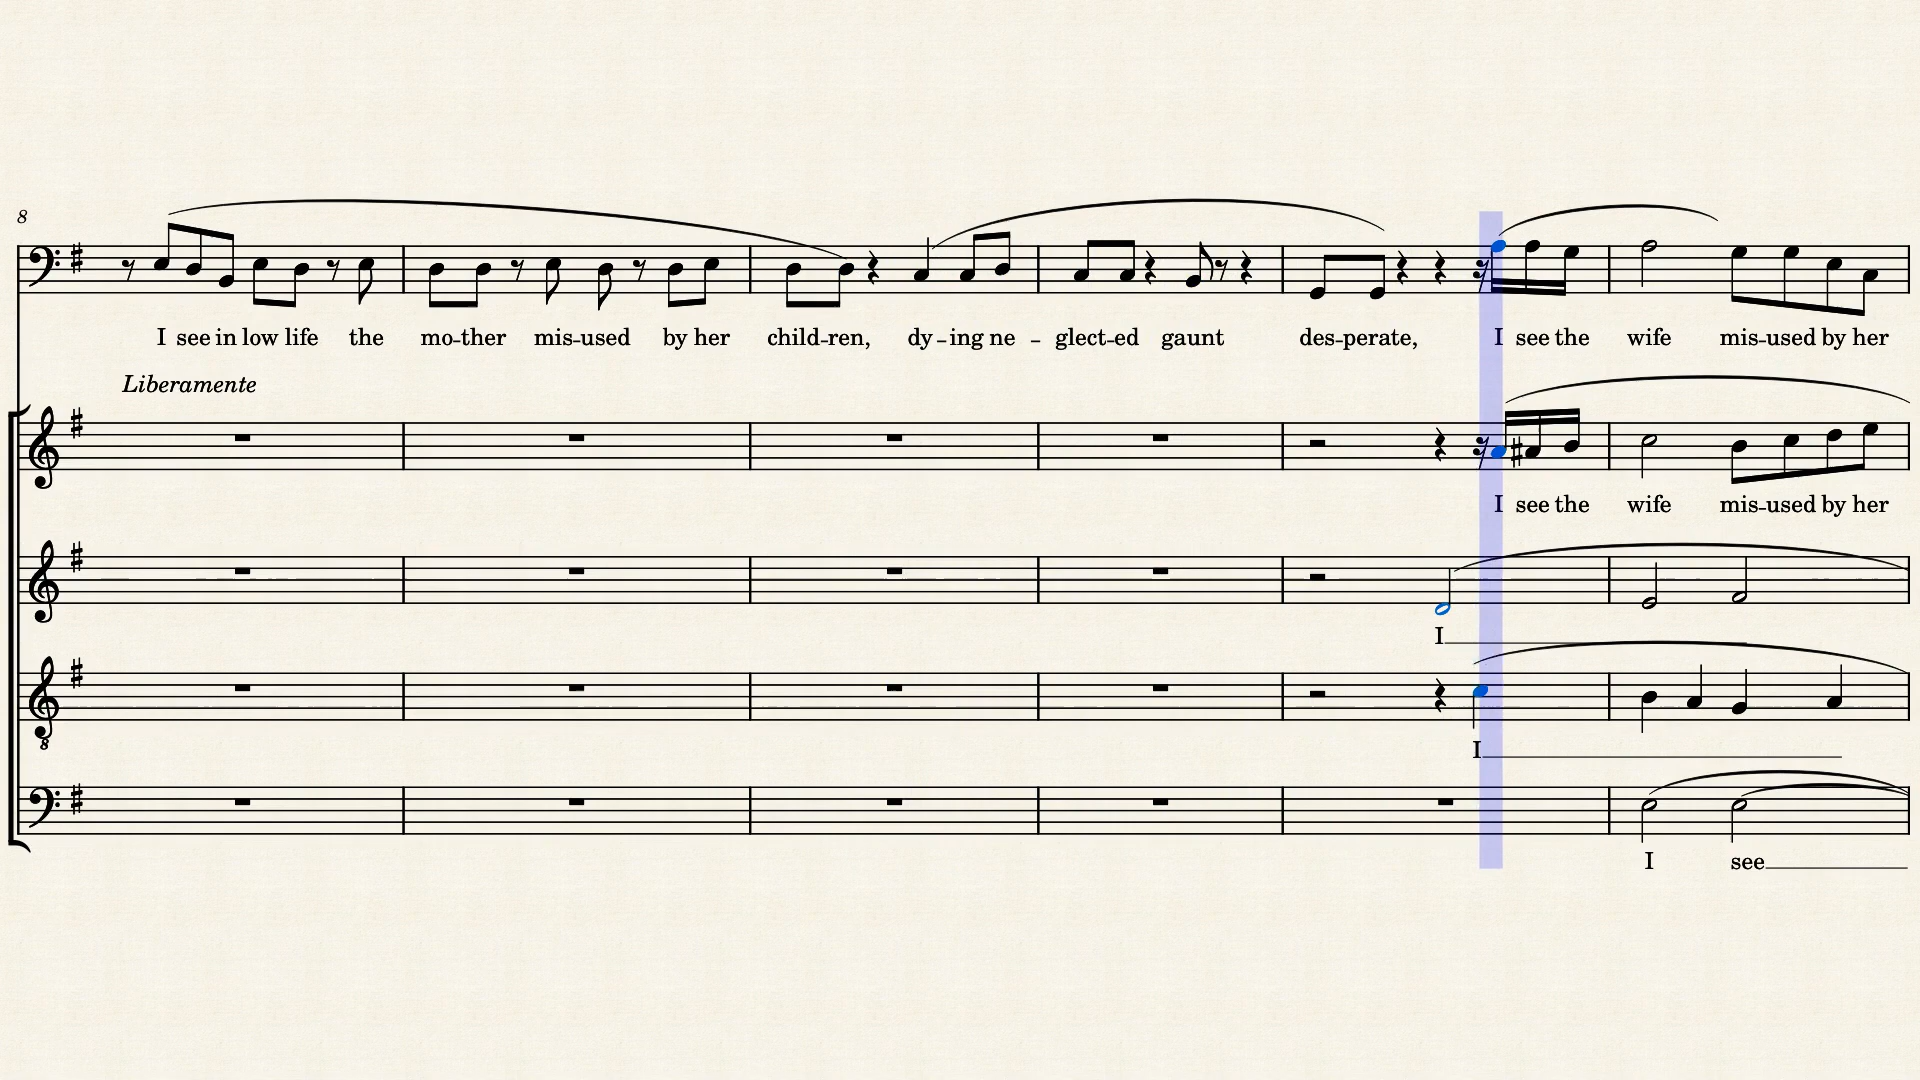 8
I see in low life the mo-ther mis-used by her child-ren, dy-ing ne-glect-ed gaunt des-perate, I see the wife mis-used by her
Liberamente
I see the wife mis-used by her
I
I
I see